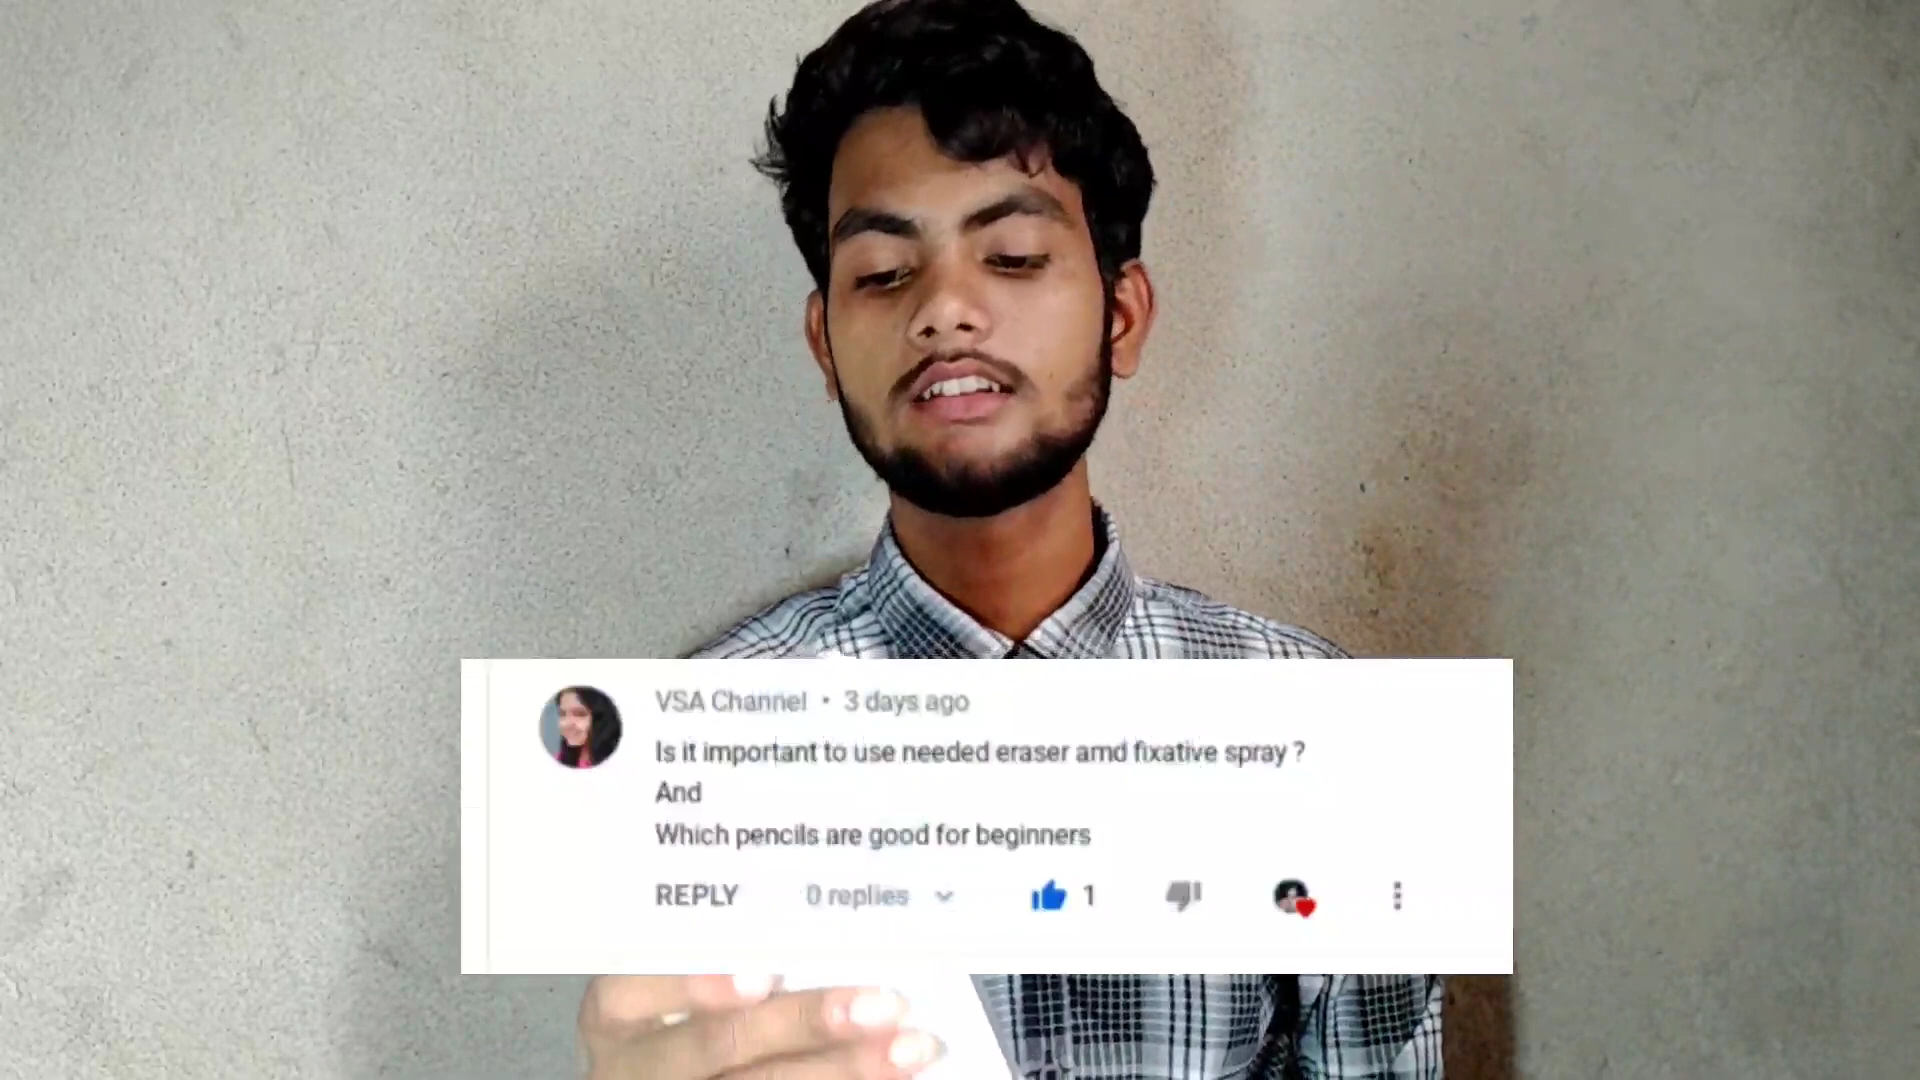 VSA Channel • 3 days ago
Is it important to use needed eraser amd fixative spray ?
And
Which pencils are good for beginners
REPLY 0 replies 1